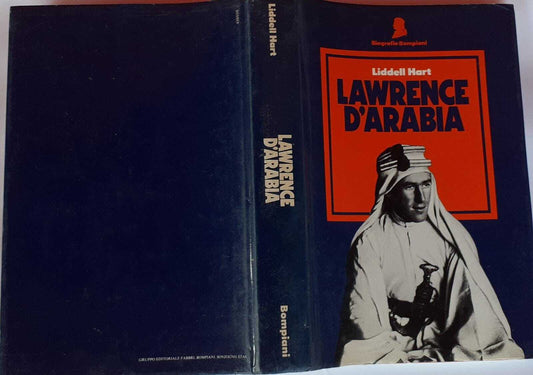 GRUPPO EDITORIALE FABBRI, BOMPIANI, SONZOGNO, ETAS
Liddell Hart
LAWRENCE
D'ARABIA
Bompiani
Biografie Bompiani
Liddell Hart
LAWRENCE
D'ARABIA